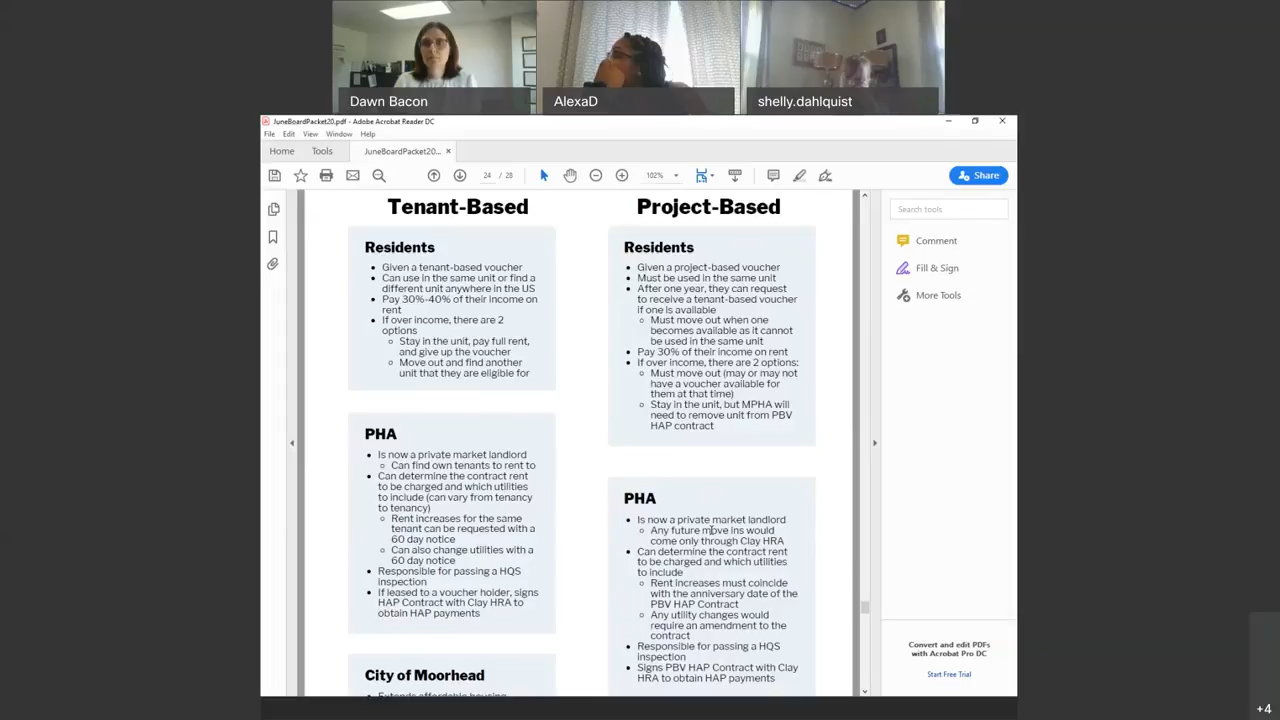 Dawn Bacon
AlexaD
shelly.dahlquist
JuneBoardPacket20.pdf - Adobe Acrobat Reader DC
File Edit View Window Help
Home Tools JuneBoardPacket20... ×
24 / 28 102%
Share
Tenant-Based
Residents
• Given a tenant-based voucher
• Can use in the same unit or find a
different unit anywhere in the US
• Pay 30%-40% of their income on
rent
• If over income, there are 2
options
○ Stay in the unit, pay full rent,
and give up the voucher
○ Move out and find another
unit that they are eligible for
PHA
• Is now a private market landlord
○ Can find own tenants to rent to
• Can determine the contract rent
to be charged and which utilities
to include (can vary from tenancy
to tenancy)
○ Rent increases for the same
tenant can be requested with a
60 day notice
○ Can also change utilities with a
60 day notice
• Responsible for passing a HQS
inspection
• If leased to a voucher holder, signs
HAP Contract with Clay HRA to
obtain HAP payments
City of Moorhead
• Extends affordable housing
Project-Based
Residents
• Given a project-based voucher
• Must be used in the same unit
• After one year, they can request
to receive a tenant-based voucher
if one is available
○ Must move out when one
becomes available as it cannot
be used in the same unit
• Pay 30% of their income on rent
• If over income, there are 2 options:
○ Must move out (may or may not
have a voucher available for
them at that time)
○ Stay in the unit, but MPHA will
need to remove unit from PBV
HAP contract
PHA
• Is now a private market landlord
○ Any future move ins would
come only through Clay HRA
• Can determine the contract rent
to be charged and which utilities
to include
○ Rent increases must coincide
with the anniversary date of the
PBV HAP Contract
○ Any utility changes would
require an amendment to the
contract
• Responsible for passing a HQS
inspection
• Signs PBV HAP Contract with Clay
HRA to obtain HAP payments
Search tools
Comment
Fill & Sign
More Tools
Convert and edit PDFs
with Acrobat Pro DC
Start Free Trial
+4